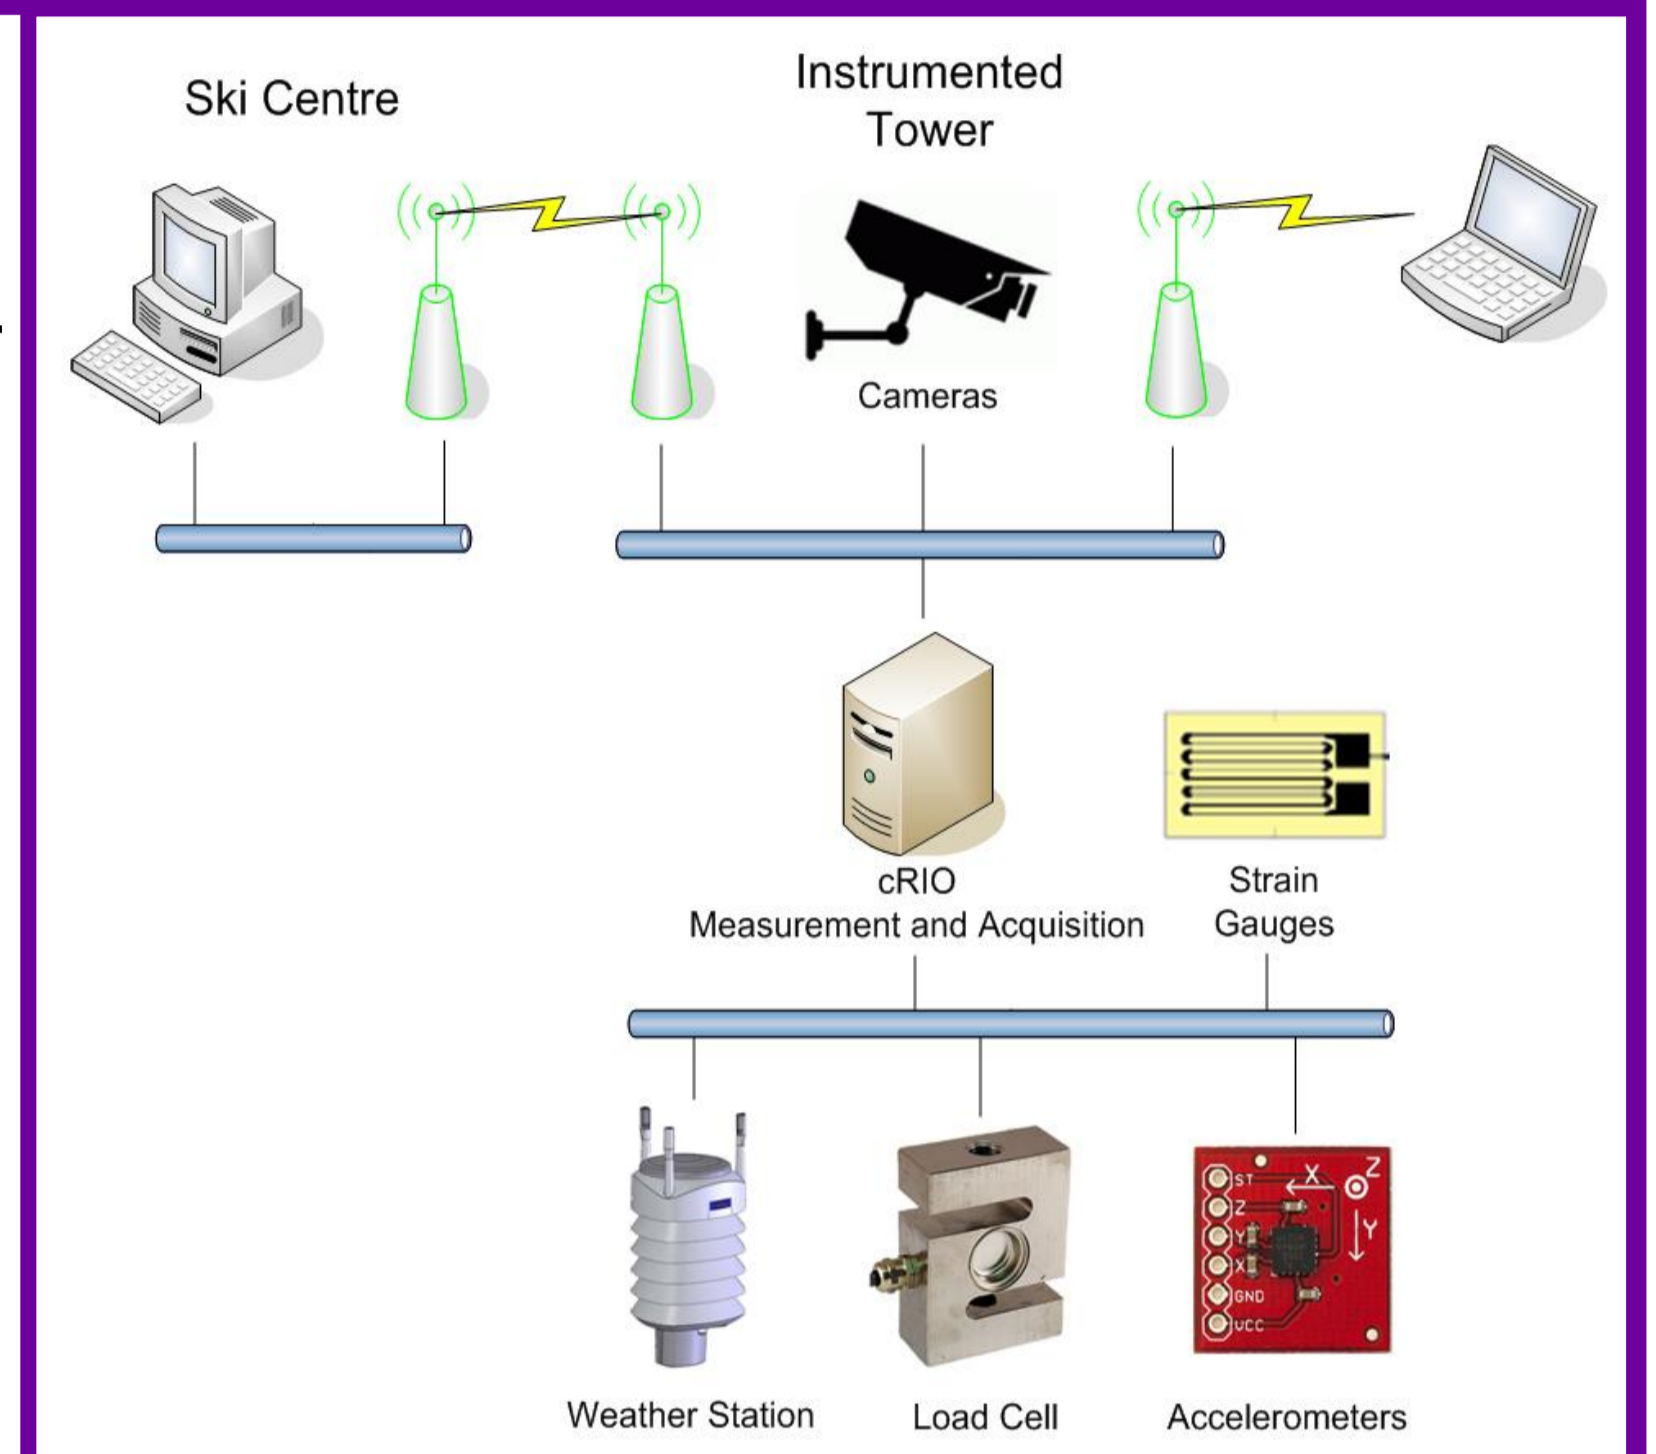 Ski Centre
Instrumented
Tower
Cameras
cRIO
Measurement and Acquisition
Strain
Gauges
ST
Z
Y
X
GND
VCC
X
Z
Y
Weather Station
Load Cell
Accelerometers